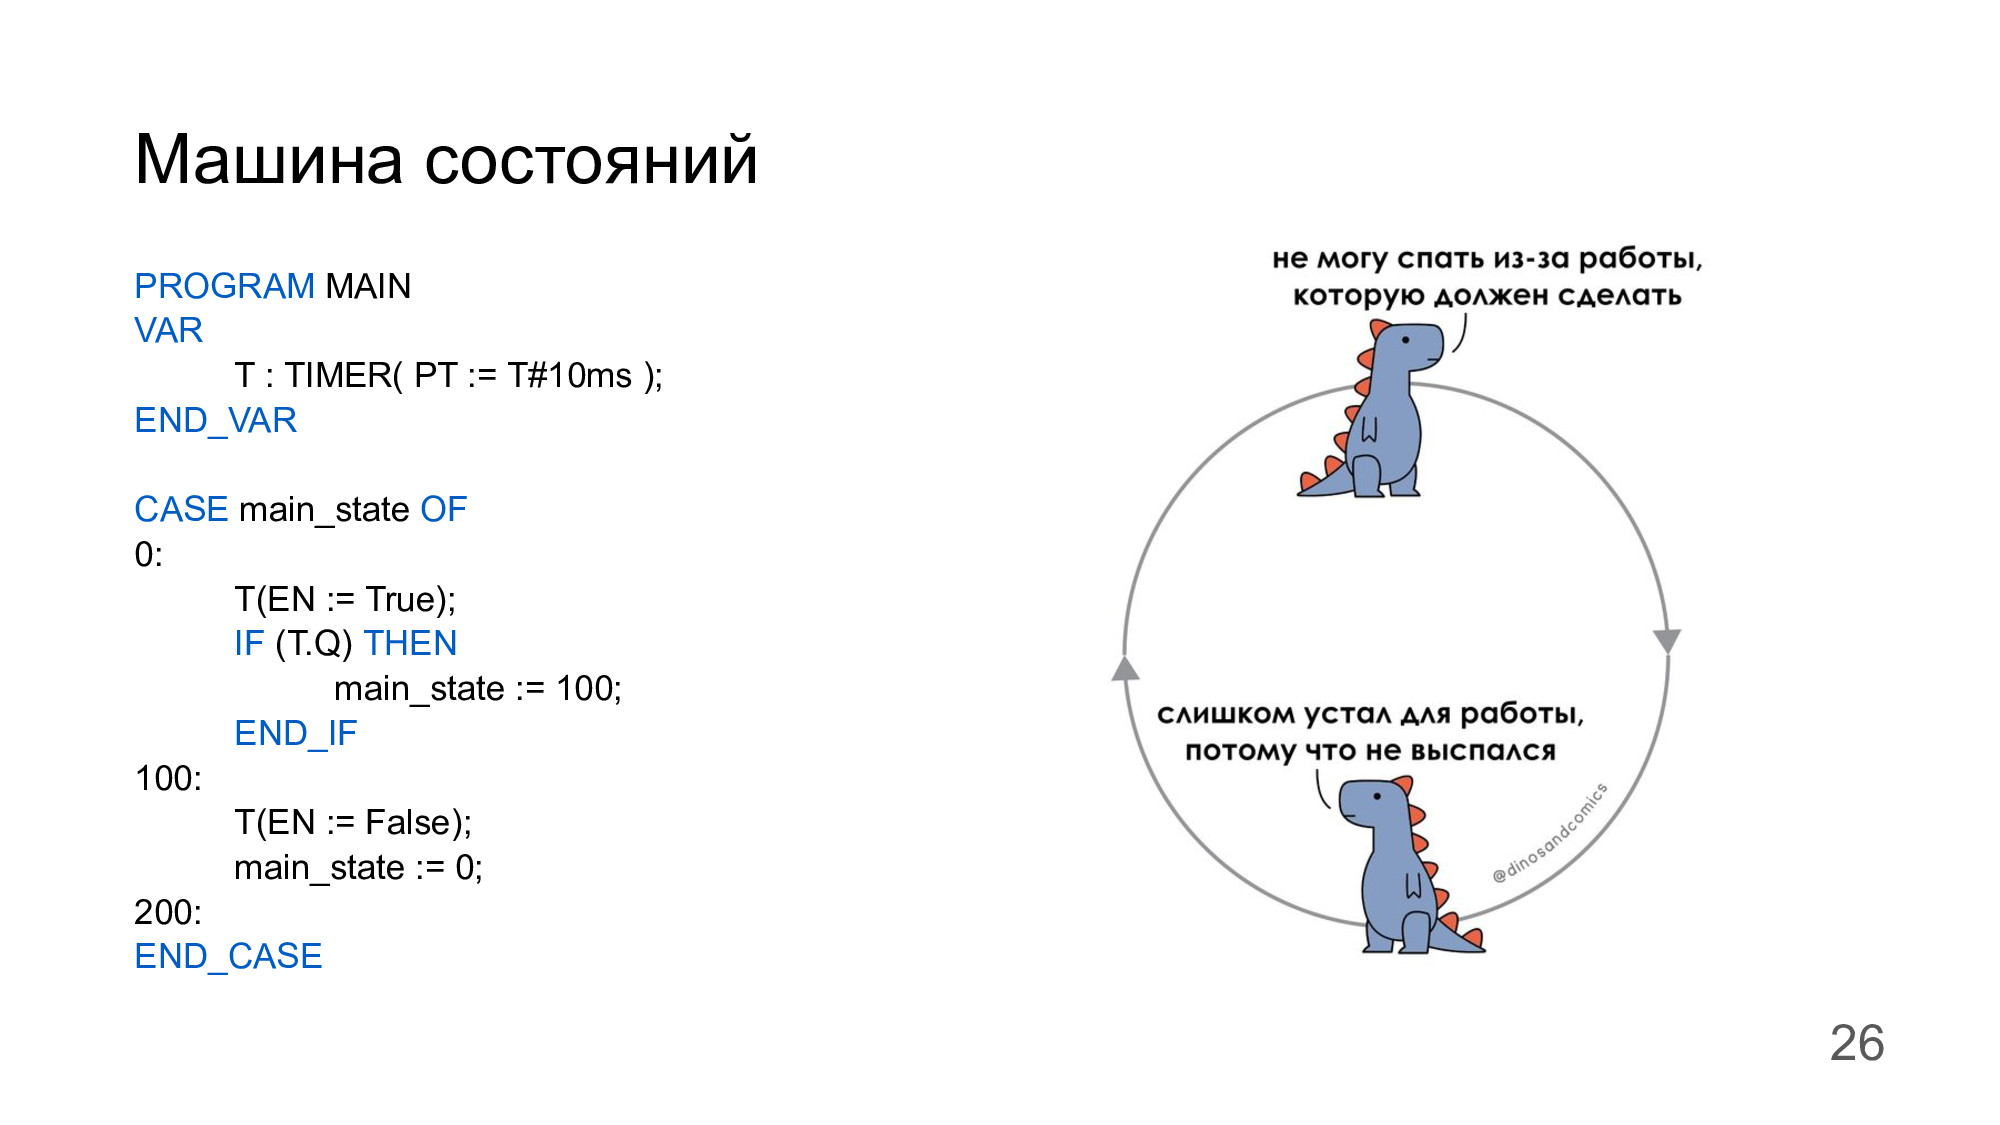 Машина состояний
PROGRAM MAIN
VAR
T : TIMER( PT := T#10ms );
END_VAR
CASE main_state OF
0:
T(EN := True);
IF (T.Q) THEN
main_state := 100;
END_IF
100:
T(EN := False);
main_state := 0;
200:
END_CASE
не могу спать из-за работы,
которую должен сделать
слишком устал для работы,
потому что не выспался
@dinosandcomics
26